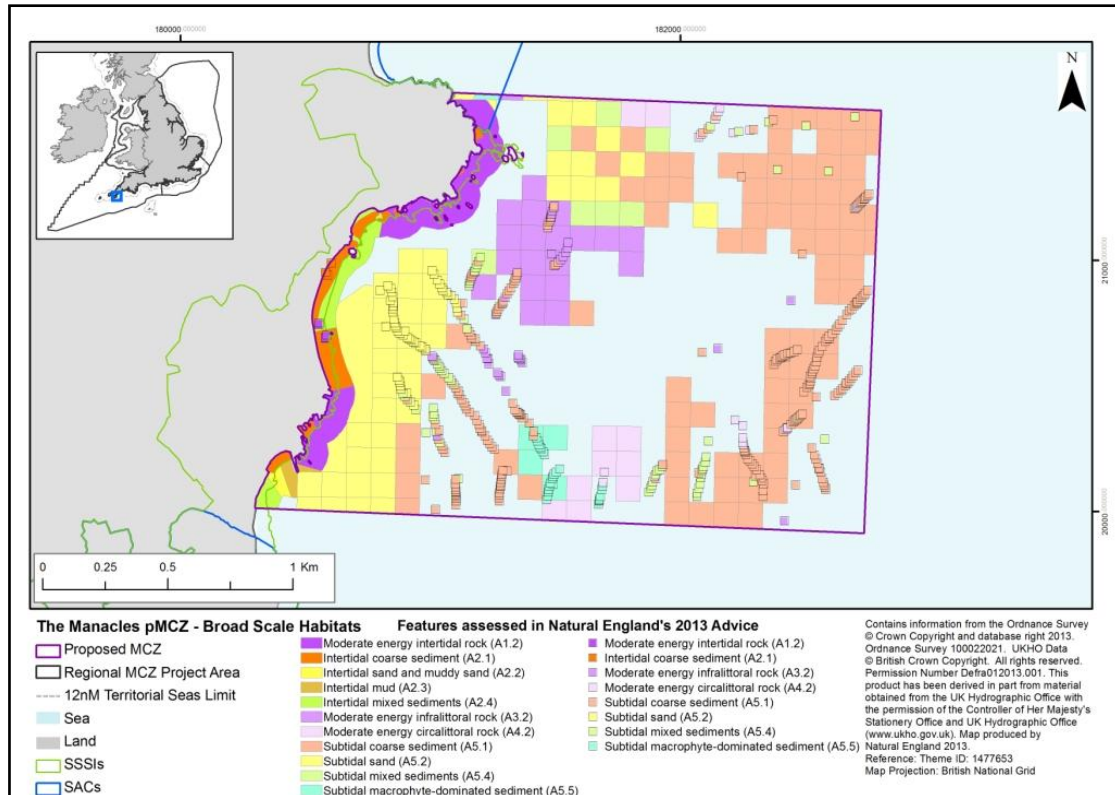 180000.000000
182000.000000
N
21000.000000
20000.000000
0 0.25 0.5 1 Km
The Manacles pMCZ - Broad Scale Habitats
Proposed MCZ
Regional MCZ Project Area
12nM Territorial Seas Limit
Sea
Land
SSSIs
SACs
Features assessed in Natural England's 2013 Advice
Moderate energy intertidal rock (A1.2)
Intertidal coarse sediment (A2.1)
Intertidal sand and muddy sand (A2.2)
Intertidal mud (A2.3)
Intertidal mixed sediments (A2.4)
Moderate energy infralittoral rock (A3.2)
Moderate energy circalittoral rock (A4.2)
Subtidal coarse sediment (A5.1)
Subtidal sand (A5.2)
Subtidal mixed sediments (A5.4)
Subtidal macrophyte-dominated sediment (A5.5)
Moderate energy intertidal rock (A1.2)
Intertidal coarse sediment (A2.1)
Moderate energy infralittoral rock (A3.2)
Moderate energy circalittoral rock (A4.2)
Subtidal coarse sediment (A5.1)
Subtidal sand (A5.2)
Subtidal mixed sediments (A5.4)
Subtidal macrophyte-dominated sediment (A5.5)
Contains information from the Ordnance Survey
© Crown Copyright and database right 2013.
Ordnance Survey 100022021. UKHO Data
© British Crown Copyright. All rights reserved.
Permission Number Defra012013.001. This
product has been derived in part from material
obtained from the UK Hydrographic Office with
the permission of the Controller of Her Majesty's
Stationery Office and UK Hydrographic Office
(www.ukho.gov.uk). Map produced by
Natural England 2013.
Reference: Theme ID: 1477653
Map Projection: British National Grid